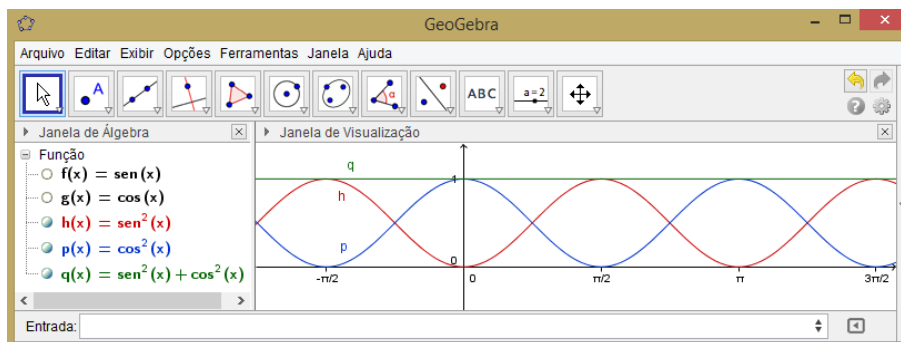 GeoGebra
Arquivo Editar Exibir Opções Ferramentas Janela Ajuda
A α ABC a=2
Janela de Álgebra
Janela de Visualização
Função
f(x) = sen(x)
g(x) = cos(x)
h(x) = sen²(x)
p(x) = cos²(x)
q(x) = sen²(x) + cos²(x)
q
1
h
p
0
-π/2 0 π/2 π 3π/2
Entrada: